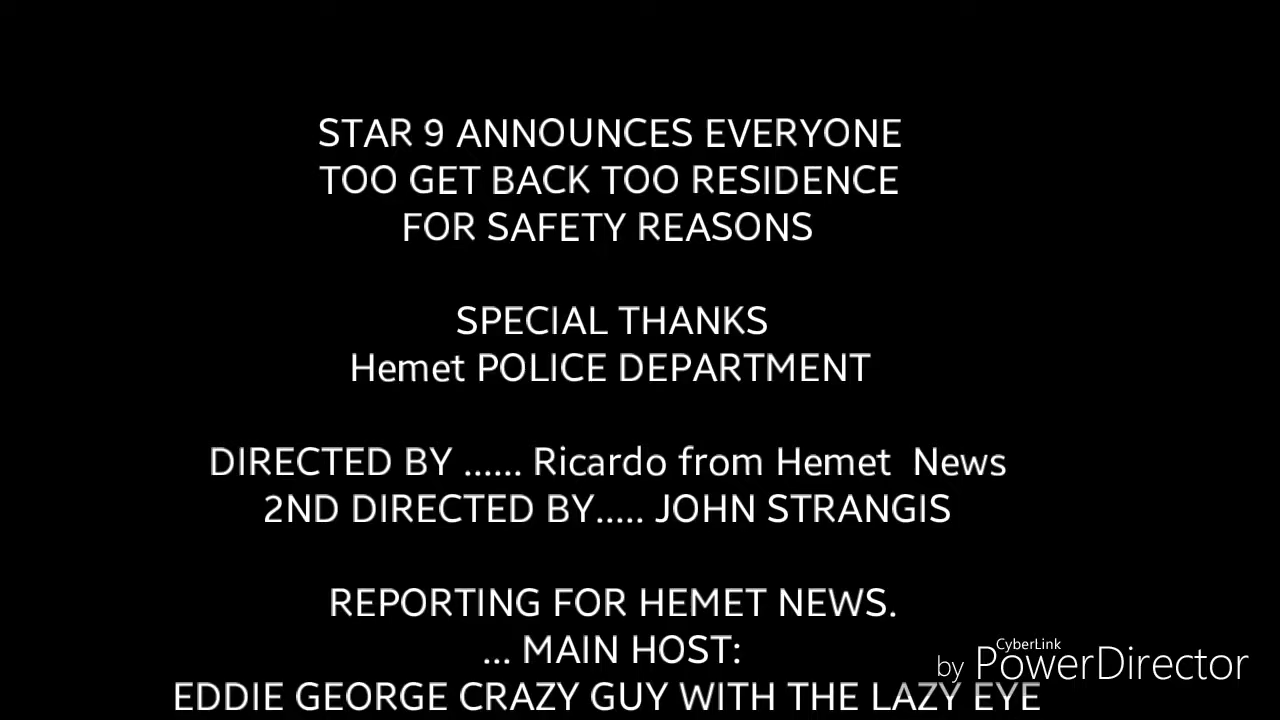 STAR 9 ANNOUNCES EVERYONE
TOO GET BACK TOO RESIDENCE
FOR SAFETY REASONS
SPECIAL THANKS
Hemet POLICE DEPARTMENT
DIRECTED BY ...... Ricardo from Hemet  News
2ND DIRECTED BY..... JOHN STRANGIS
REPORTING FOR HEMET NEWS.
... MAIN HOST:
EDDIE GEORGE CRAZY GUY WITH THE LAZY EYE
CyberLink
by PowerDirector